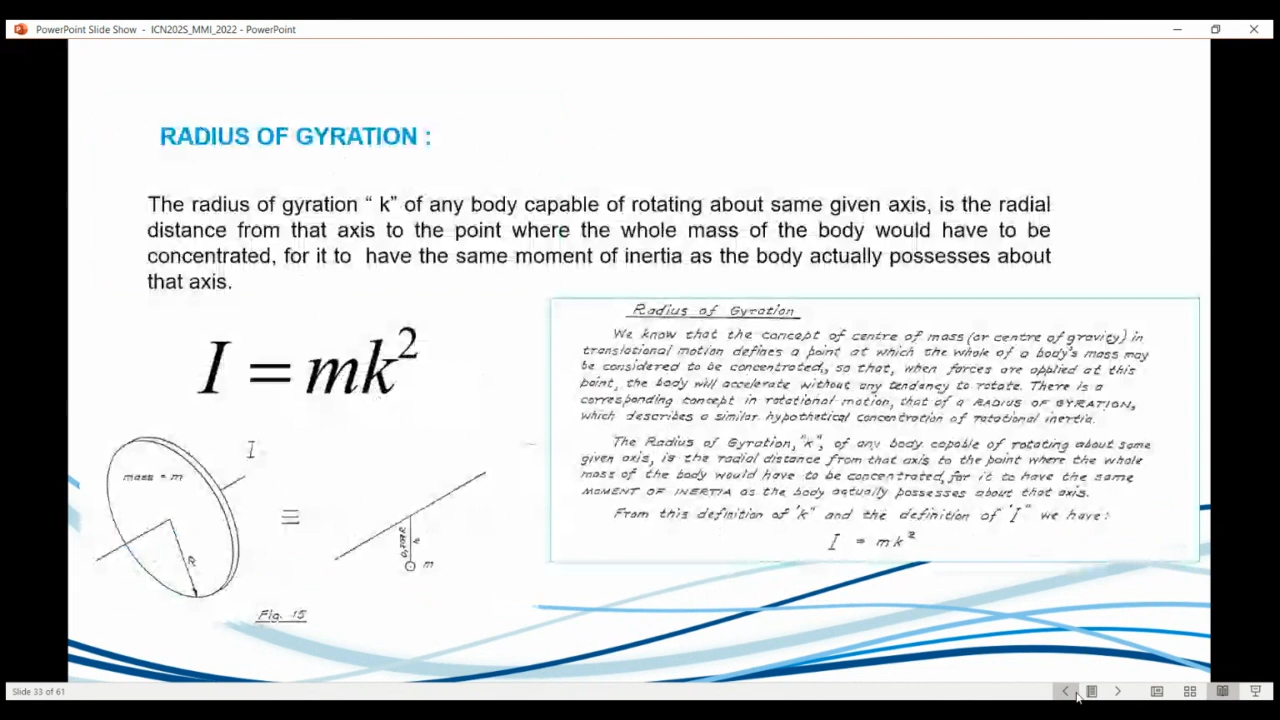 PowerPoint Slide Show - ICN202S_MMI_2022 - PowerPoint
RADIUS OF GYRATION :
The radius of gyration “ k” of any body capable of rotating about same given axis, is the radial
distance from that axis to the point where the whole mass of the body would have to be
concentrated, for it to have the same moment of inertia as the body actually possesses about
that axis.
I = mk²
Radius of Gyration
We know that the concept of centre of mass (or centre of gravity) in
translational motion defines a point at which the whole of a body's mass may
be considered to be concentrated, so that, when forces are applied at this
point, the body will accelerate without any tendency to rotate. There is a
corresponding concept in rotational motion, that of a RADIUS OF GYRATION,
which describes a similar hypothetical concentration of rotational inertia.
The Radius of Gyration, "k", of any body capable of rotating about some
given axis, is the radial distance from that axis to the point where the whole
mass of the body would have to be concentrated, for it to have the same
MOMENT OF INERTIA as the body actually possesses about that axis.
From this definition of "k" and the definition of "I" we have:
I = mk²
I
mass = m
≡
R
0,707R
k
m
Fig. 15
Slide 33 of 61